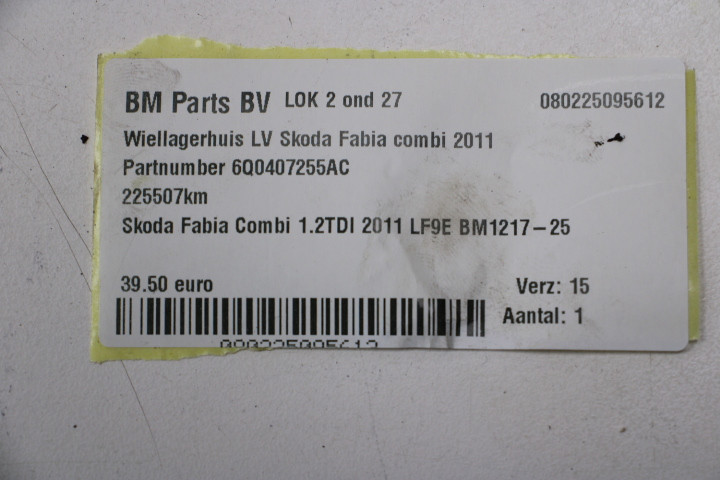 BM Parts BV LOK 2 ond 27 080225095612
Wiellagerhuis LV Skoda Fabia combi 2011
Partnumber 6Q0407255AC
225507km
Skoda Fabia Combi 1.2TDI 2011 LF9E BM1217-25
39.50 euro Verz: 15
Aantal: 1
080225095612